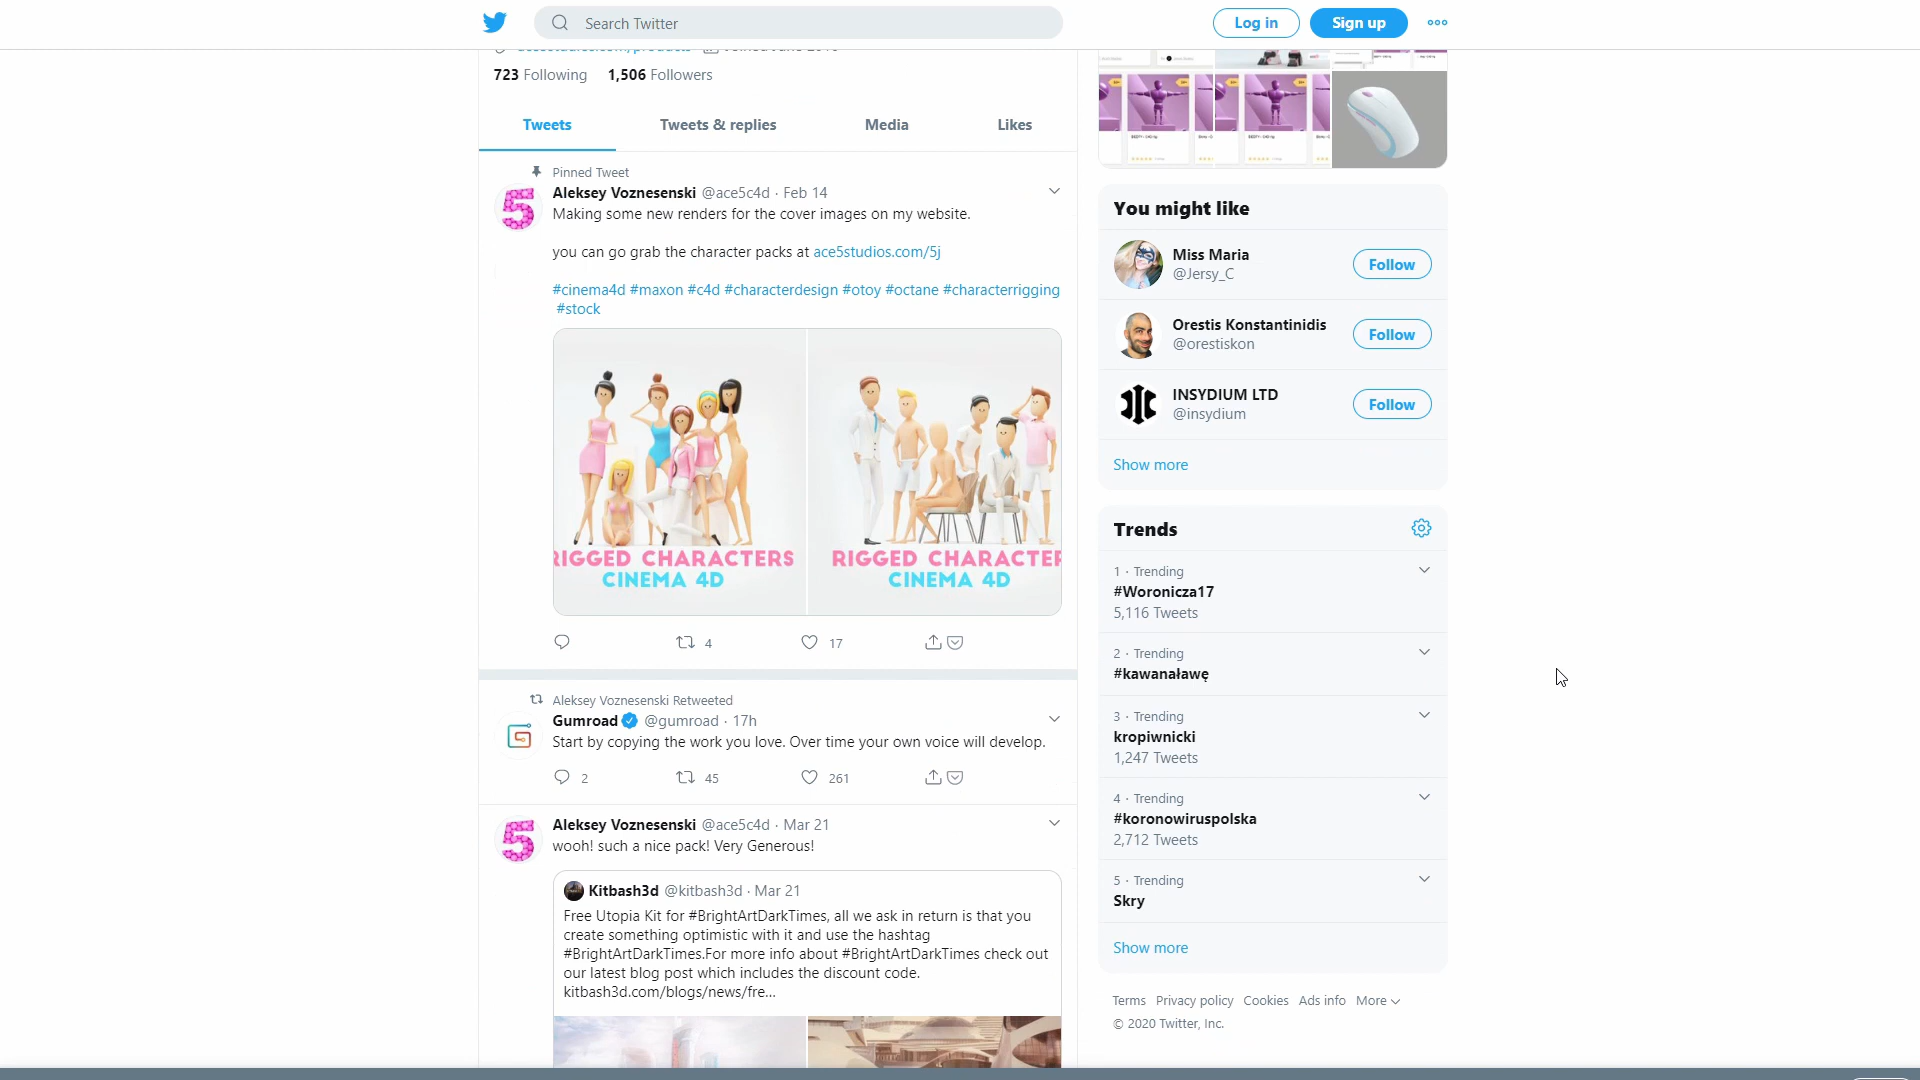 Search Twitter
Log in
Sign up
723 Following 1,506 Followers
Tweets
Tweets & replies
Media
Likes
Pinned Tweet
Aleksey Voznesenski @ace5c4d · Feb 14
Making some new renders for the cover images on my website.
you can go grab the character packs at ace5studios.com/5j
#cinema4d #maxon #c4d #characterdesign #otoy #octane #characterrigging
#stock
RIGGED CHARACTERS
CINEMA 4D
RIGGED CHARACTER
CINEMA 4D
4
17
Aleksey Voznesenski Retweeted
Gumroad @gumroad · 17h
Start by copying the work you love. Over time your own voice will develop.
2
45
261
Aleksey Voznesenski @ace5c4d · Mar 21
wooh! such a nice pack! Very Generous!
Kitbash3d @kitbash3d · Mar 21
Free Utopia Kit for #BrightArtDarkTimes, all we ask in return is that you
create something optimistic with it and use the hashtag
#BrightArtDarkTimes.For more info about #BrightArtDarkTimes check out
our latest blog post which includes the discount code.
kitbash3d.com/blogs/news/fre...
You might like
Miss Maria
@Jersy_C
Follow
Orestis Konstantinidis
@orestiskon
Follow
INSYDIUM LTD
@insydium
Follow
Show more
Trends
1 · Trending
#Woronicza17
5,116 Tweets
2 · Trending
#kawanaławę
3 · Trending
kropiwnicki
1,247 Tweets
4 · Trending
#koronowiruspolska
2,712 Tweets
5 · Trending
Skry
Show more
Terms Privacy policy Cookies Ads info More
© 2020 Twitter, Inc.